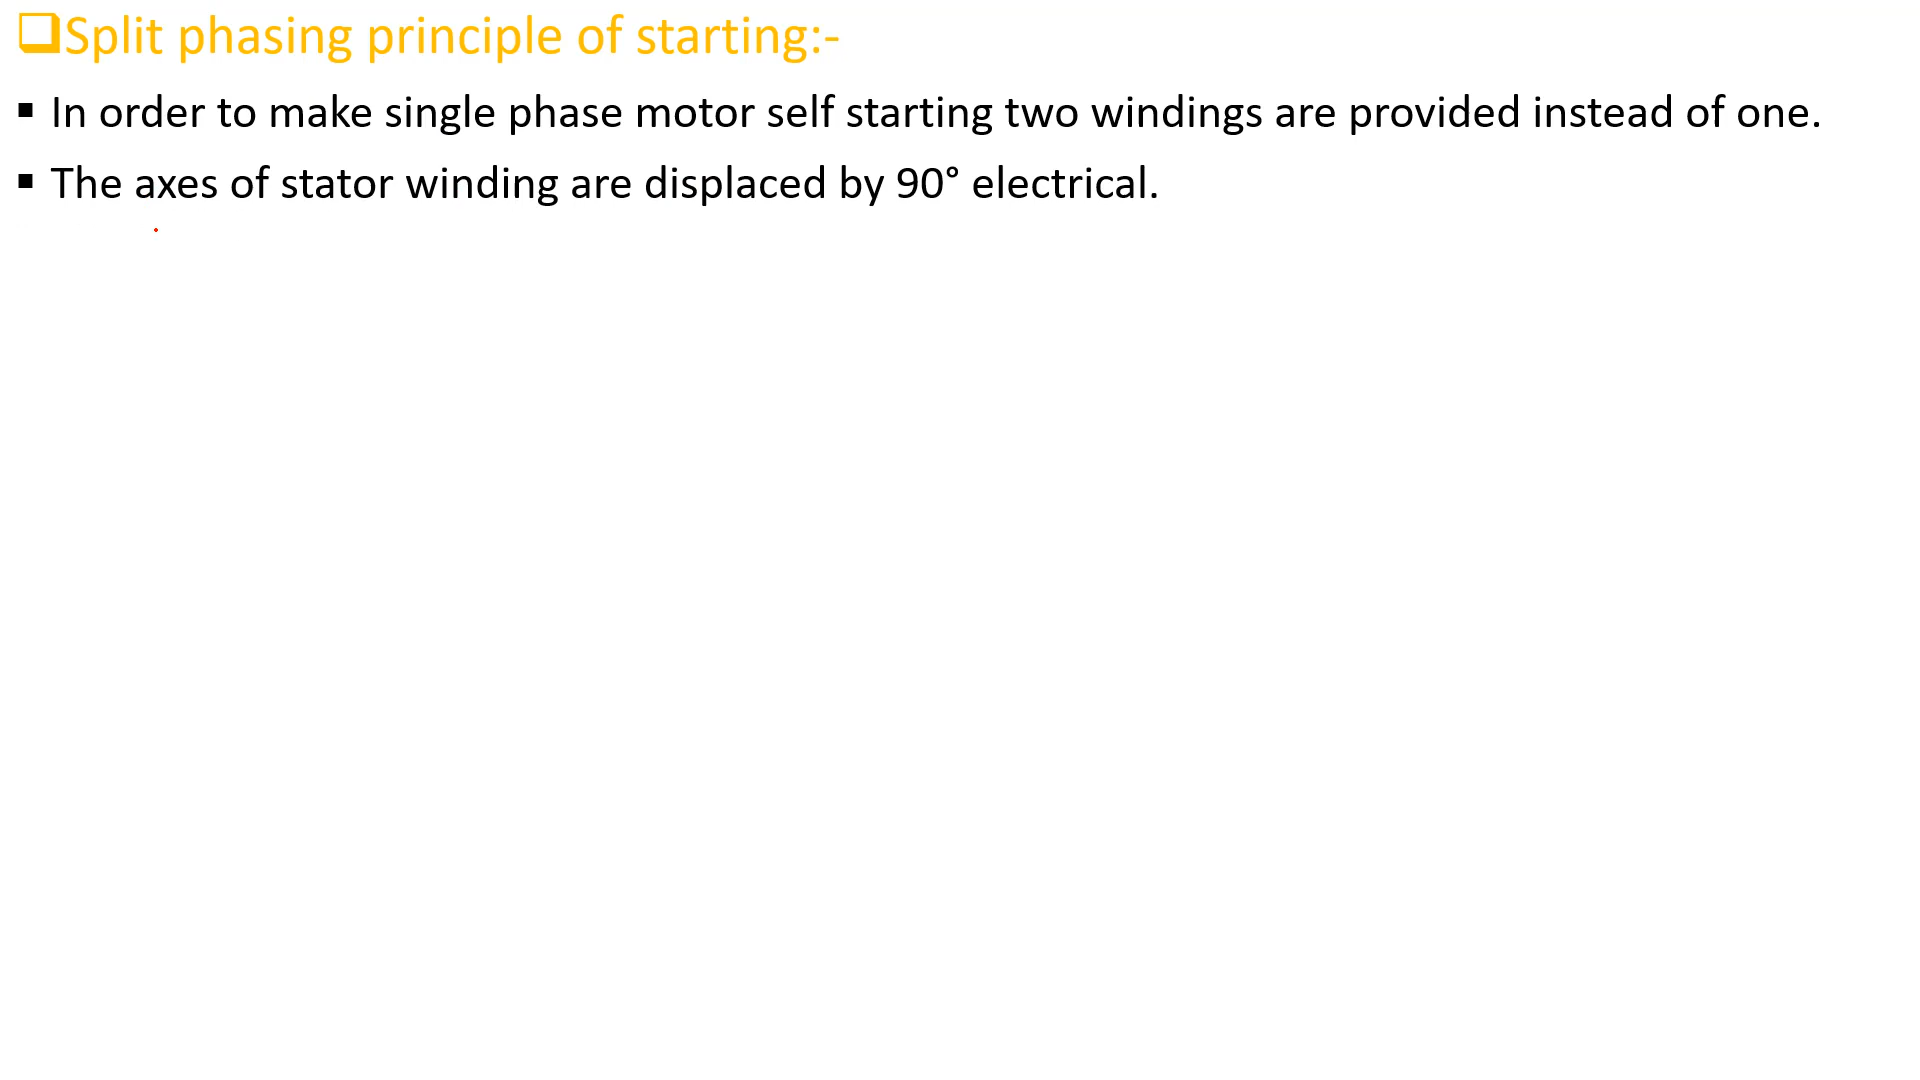 Split phasing principle of starting:-
In order to make single phase motor self starting two windings are provided instead of one.
The axes of stator winding are displaced by 90° electrical.